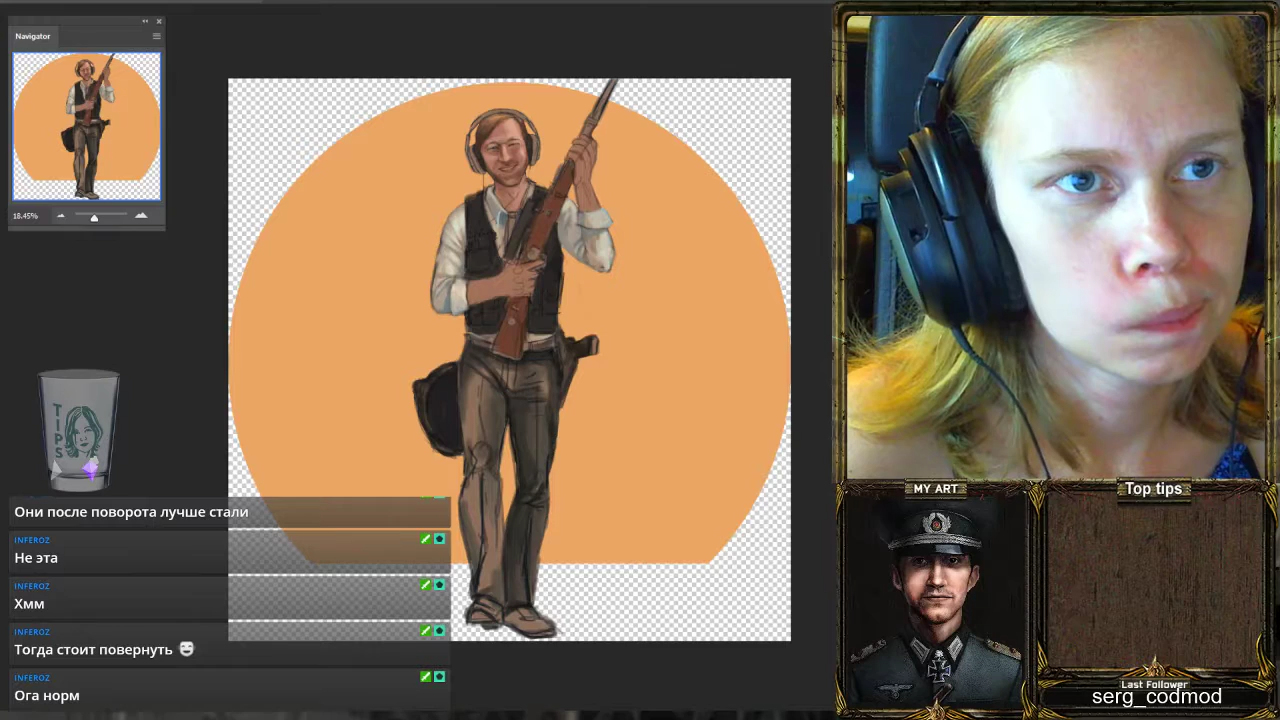 Navigator
18.45%
TIPS
Они после поворота лучше стали
INFEROZ
Не эта
INFEROZ
Хмм
INFEROZ
Тогда стоит повернуть
INFEROZ
Ога норм
MY ART
Top tips
Last Follower
serg_codmod